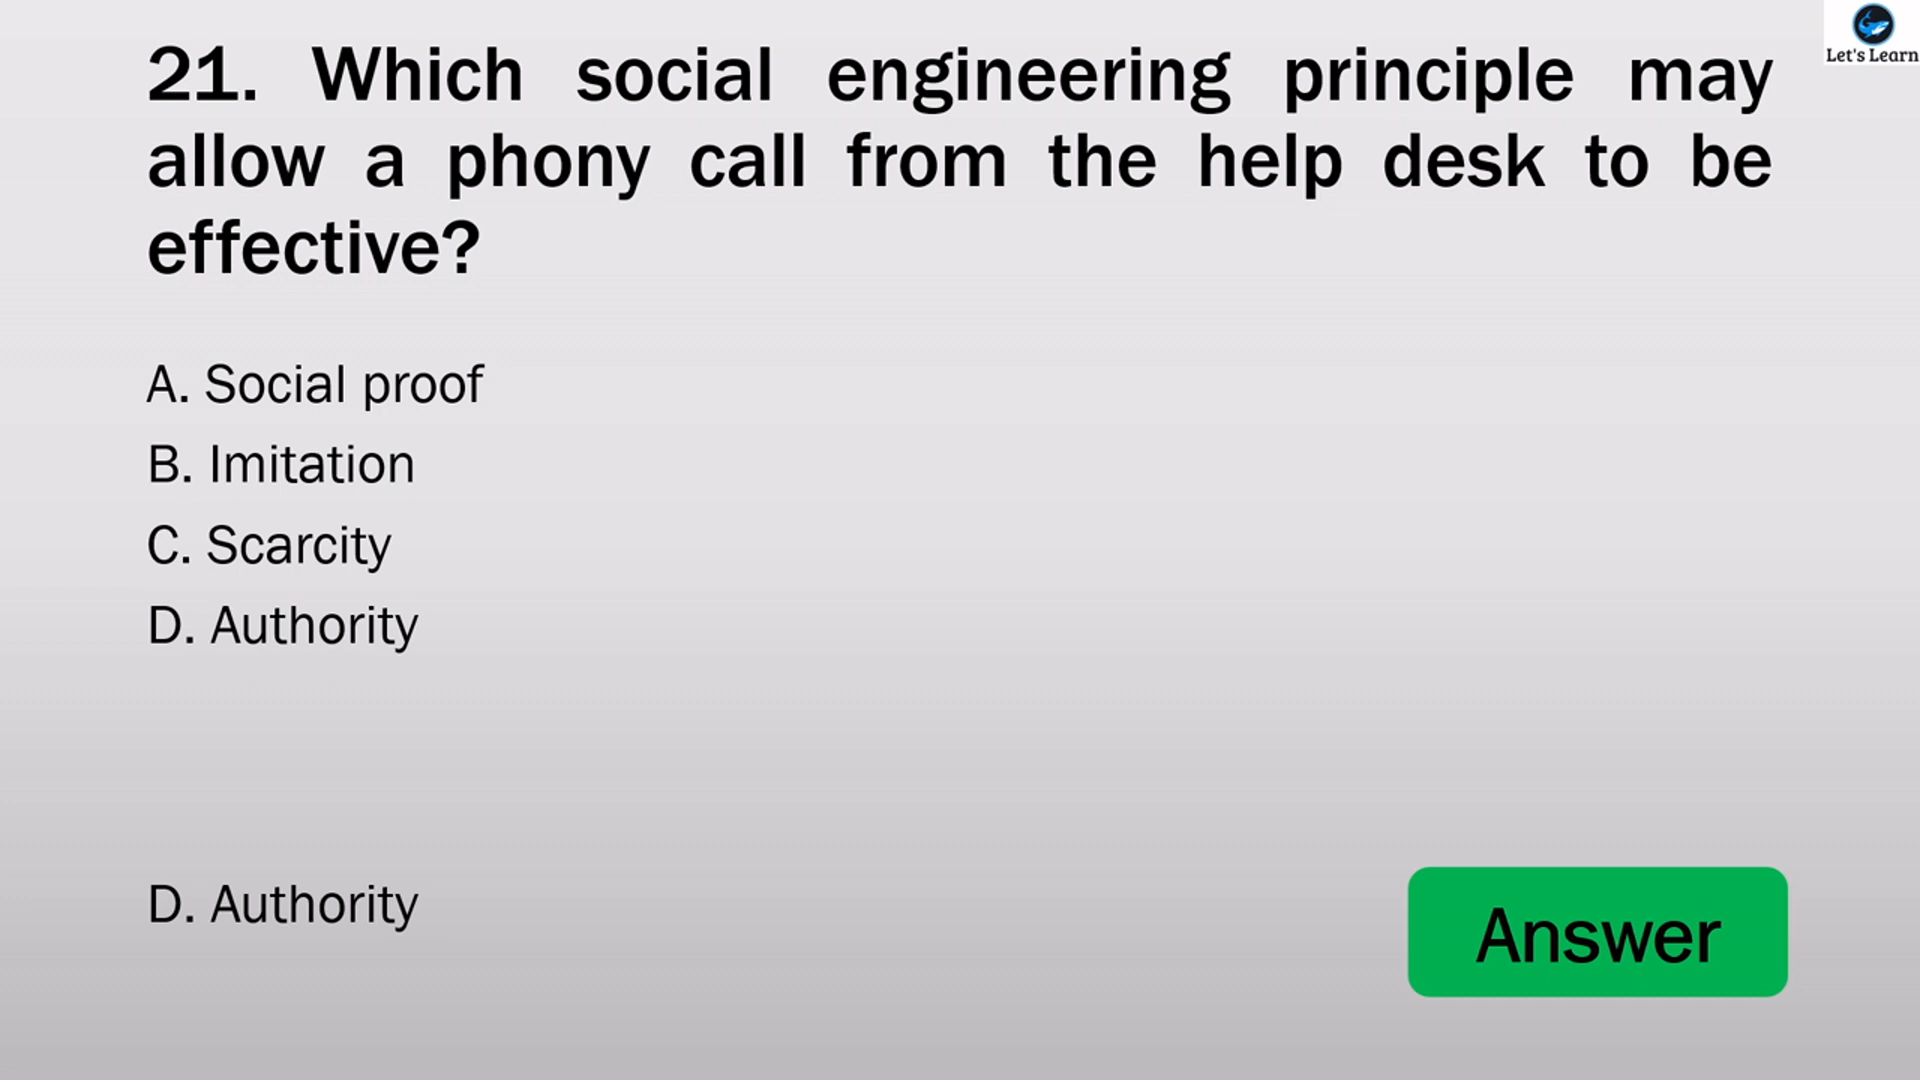 Let's Learn
21. Which social engineering principle may
allow a phony call from the help desk to be
effective?
A. Social proof
B. Imitation
C. Scarcity
D. Authority
D. Authority
Answer